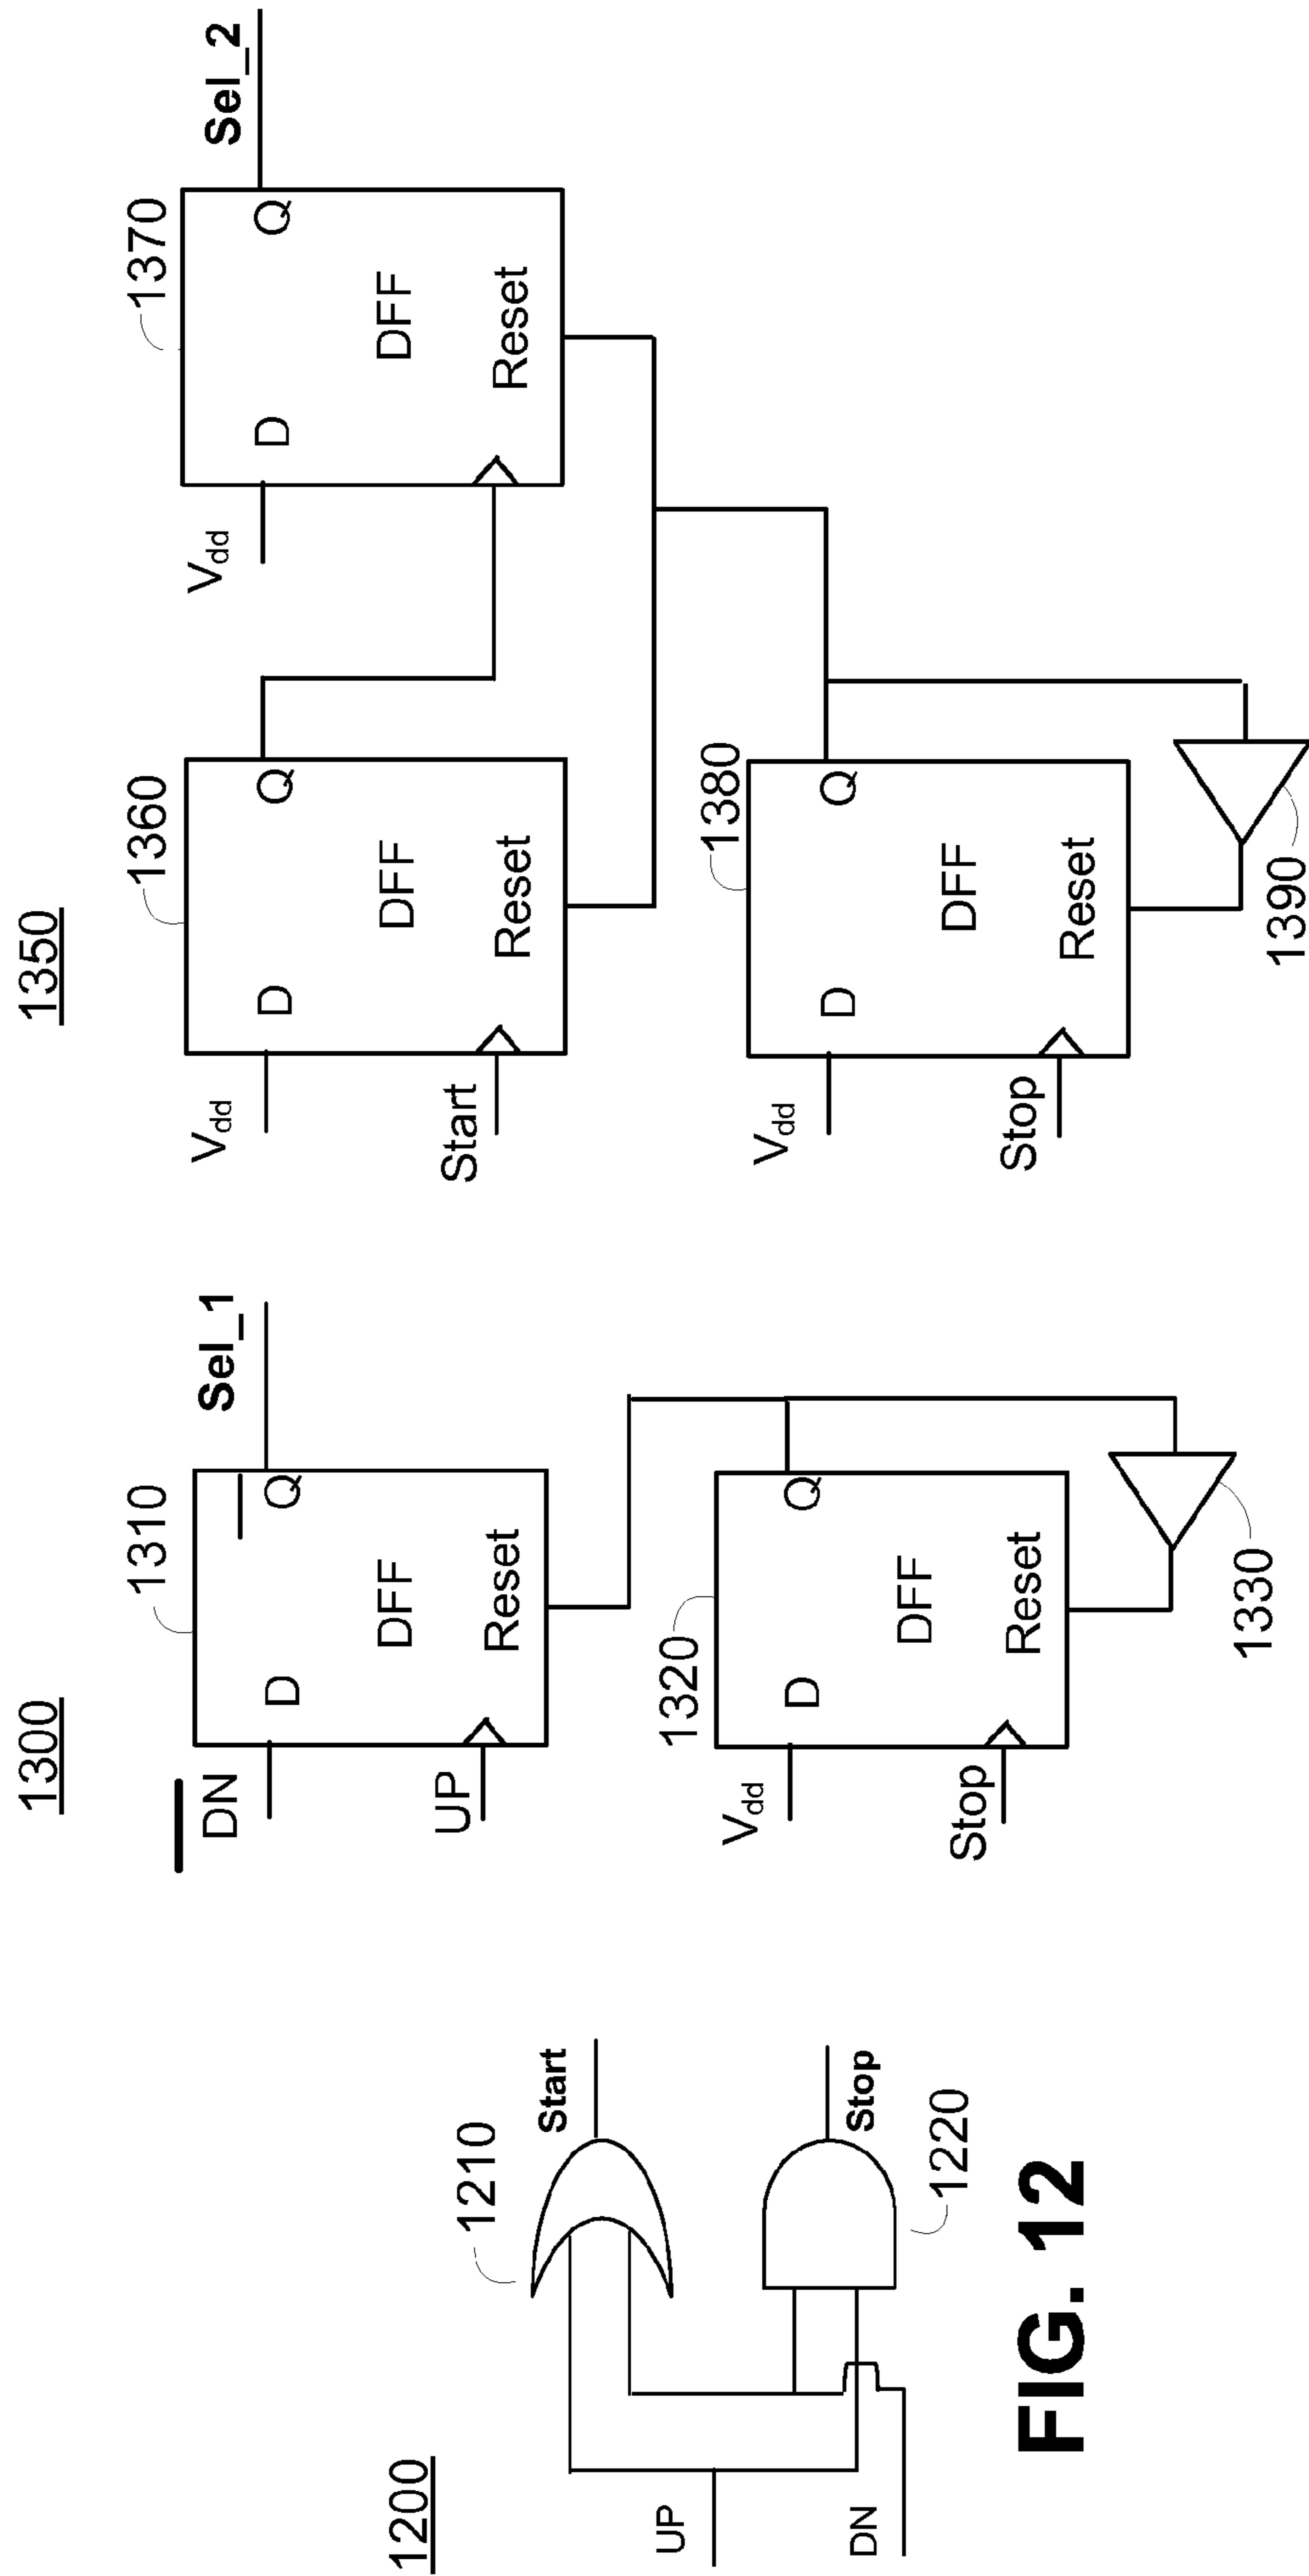 1200
UP
DN
1210
Start
Stop
1220
1300
DN
UP
1310
D
Q
DFF
Reset
Sel_1
1320
Vdd
Stop
D
Q
DFF
Reset
1330
1350
1360
Vdd
Start
D
Q
DFF
Reset
1370
Vdd
D
Q
DFF
Reset
Sel_2
1380
Vdd
Stop
D
Q
DFF
Reset
1390
FIG. 12